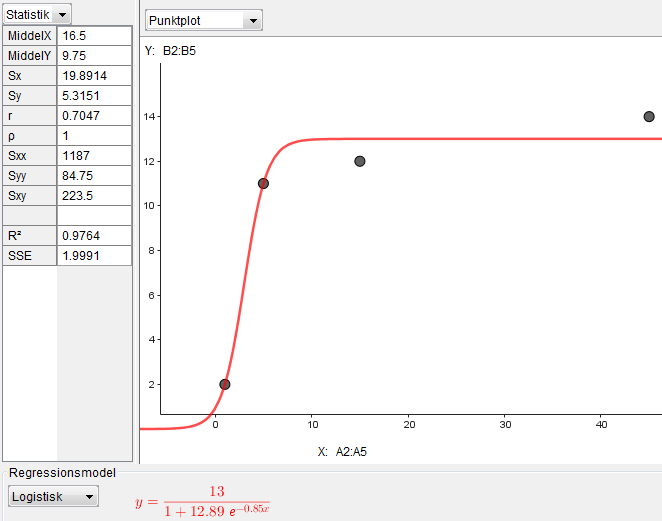 Statistik
Punktplot
MiddelX 16.5
MiddelY 9.75
Sx 19.8914
Sy 5.3151
r 0.7047
ρ 1
Sxx 1187
Syy 84.75
Sxy 223.5
R² 0.9764
SSE 1.9991
Y: B2:B5
14
12
10
8
6
4
2
0 10 20 30 40
X: A2:A5
Regressionsmodel
Logistisk
y = 13 / (1 + 12.89 e^(-0.85x))